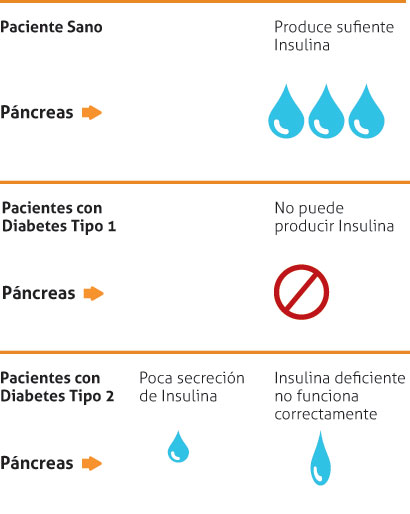 Paciente Sano
Produce sufiente
Insulina
Páncreas
Pacientes con
Diabetes Tipo 1
No puede
producir Insulina
Páncreas
Pacientes con
Diabetes Tipo 2
Poca secreción
de Insulina
Insulina deficiente
no funciona
correctamente
Páncreas